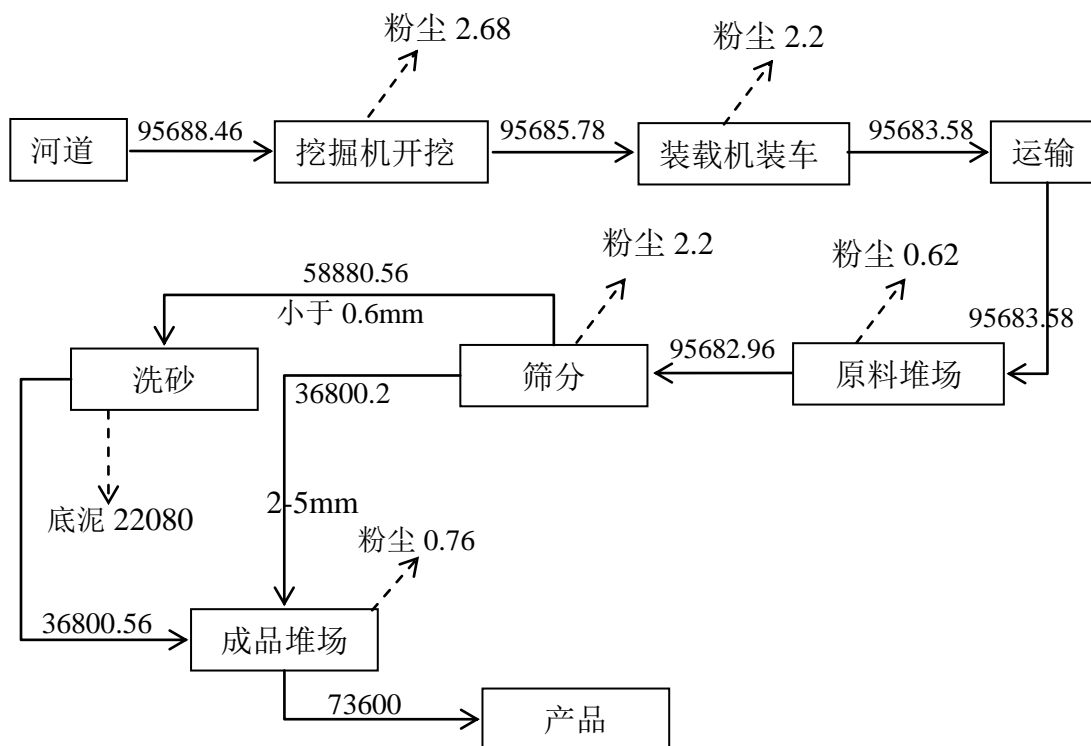 粉尘 2.68
粉尘 2.2
河道
95688.46
挖掘机开挖
95685.78
装载机装车
95683.58
运输
粉尘 2.2
粉尘 0.62
58880.56
小于 0.6mm
95683.58
洗砂
36800.2
筛分
95682.96
原料堆场
底泥 22080
2-5mm
粉尘 0.76
36800.56
成品堆场
73600
产品